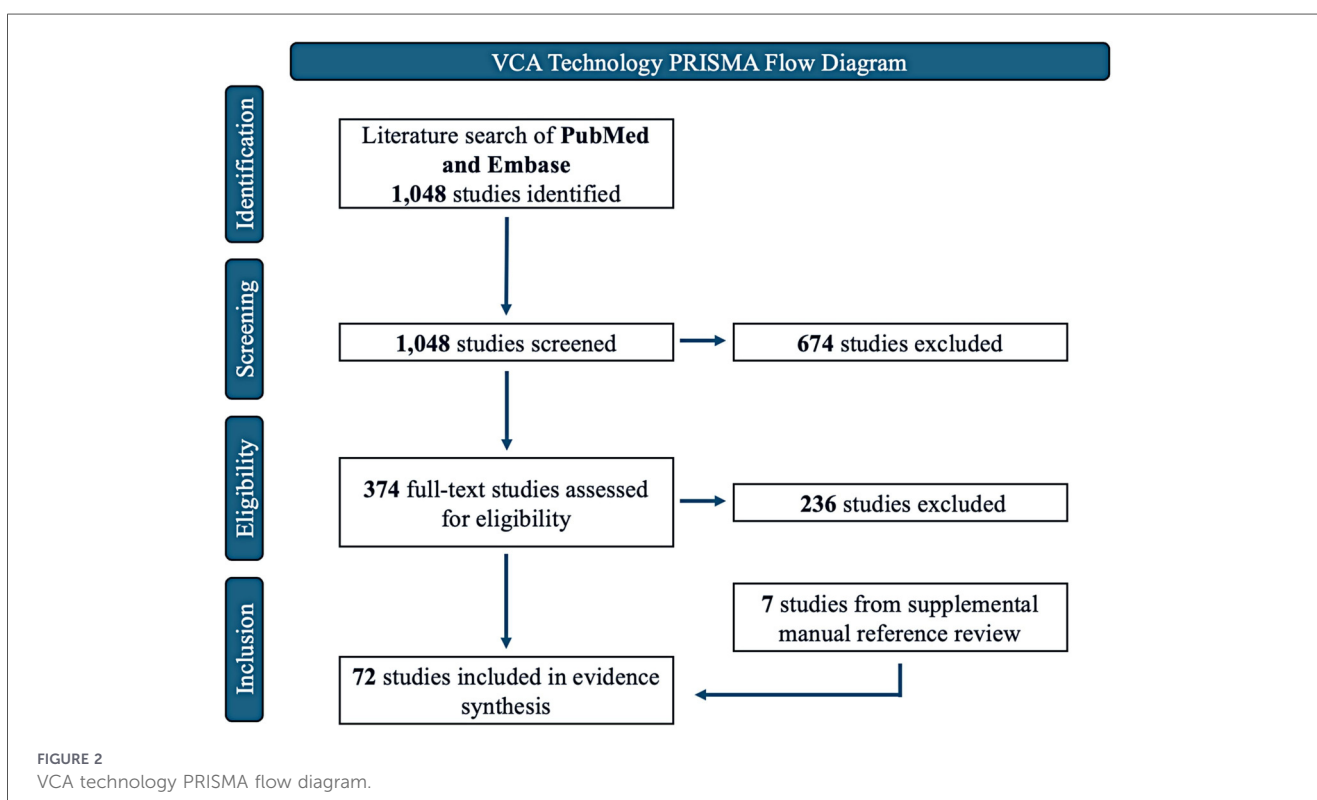 VCA Technology PRISMA Flow Diagram
Identification
Literature search of PubMed
and Embase
1,048 studies identified
Screening
1,048 studies screened
674 studies excluded
Eligibility
374 full-text studies assessed
for eligibility
236 studies excluded
Inclusion
7 studies from supplemental
manual reference review
72 studies included in evidence
synthesis
FIGURE 2
VCA technology PRISMA flow diagram.